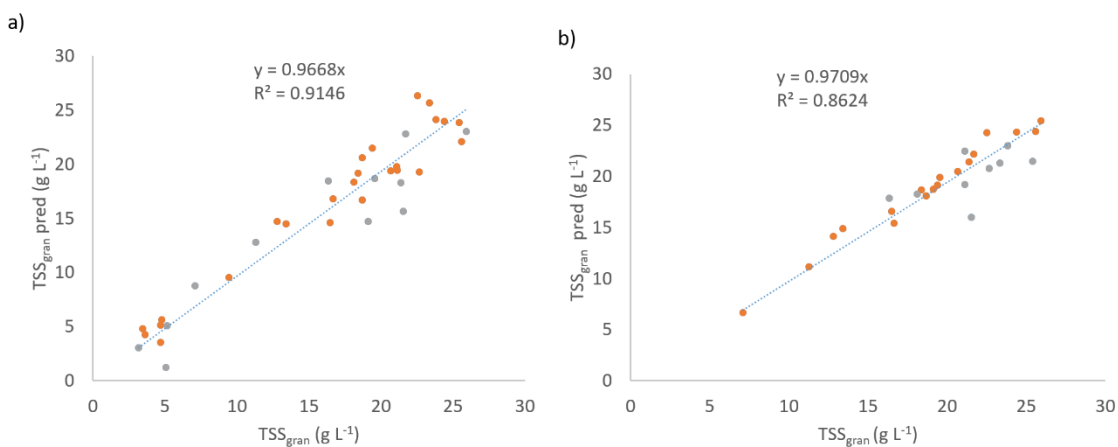 a)
y = 0.9668x
R² = 0.9146
TSSgran pred (g L-1)
30
25
20
15
10
5
0
0 5 10 15 20 25 30
TSSgran (g L-1)
b)
y = 0.9709x
R² = 0.8624
TSSgran pred (g L-1)
30
25
20
15
10
5
0
0 5 10 15 20 25 30
TSSgran (g L-1)